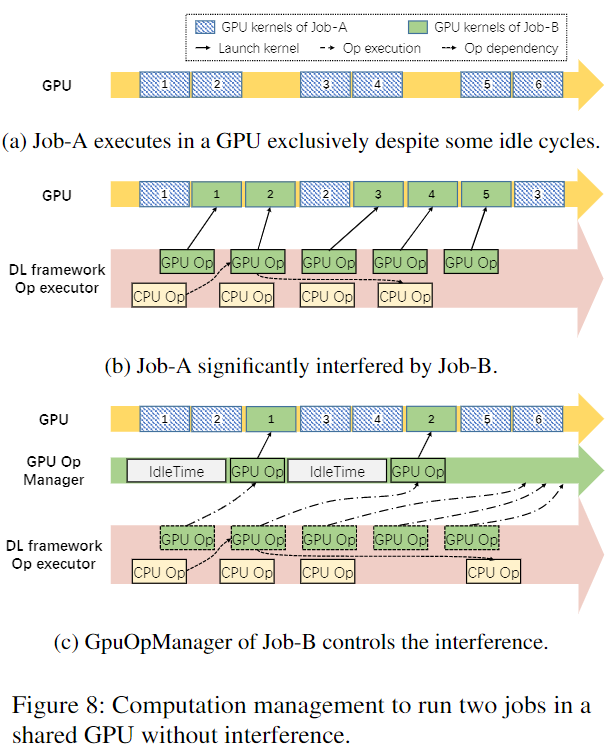 GPU kernels of Job-A GPU kernels of Job-B
Launch kernel Op execution Op dependency
GPU 1 2 3 4 5 6
(a) Job-A executes in a GPU exclusively despite some idle cycles.
GPU 1 1 2 2 3 4 5 3
DL framework
Op executor
GPU Op GPU Op GPU Op GPU Op GPU Op
CPU Op CPU Op CPU Op CPU Op
(b) Job-A significantly interfered by Job-B.
GPU 1 2 1 3 4 2 5 6
GPU Op
Manager
IdleTime GPU Op IdleTime GPU Op
DL framework
Op executor
GPU Op GPU Op GPU Op GPU Op GPU Op
CPU Op CPU Op CPU Op CPU Op
(c) GpuOpManager of Job-B controls the interference.
Figure 8: Computation management to run two jobs in a
shared GPU without interference.